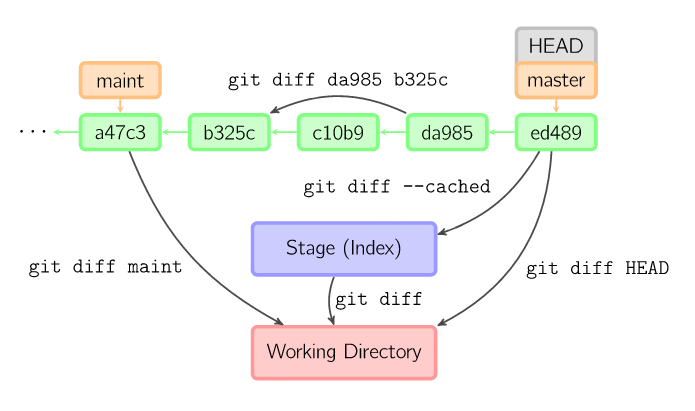 HEAD
maint
git diff da985 b325c
master
...
a47c3
b325c
c10b9
da985
ed489
git diff --cached
Stage (Index)
git diff maint
git diff HEAD
git diff
Working Directory